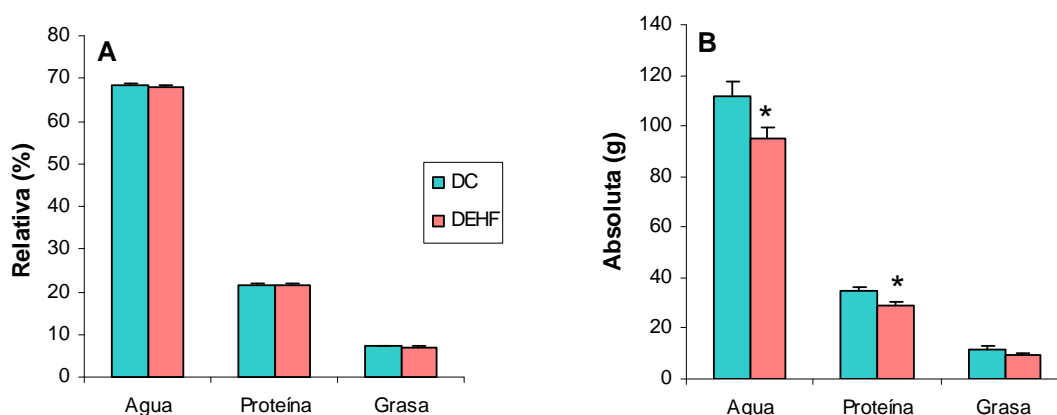 A
Relativa (%)
80
70
60
50
40
30
20
10
0
Agua
Proteína
Grasa
DC
DEHF
B
Absoluta (g)
140
120
100
80
60
40
20
0
*
*
Agua
Proteína
Grasa